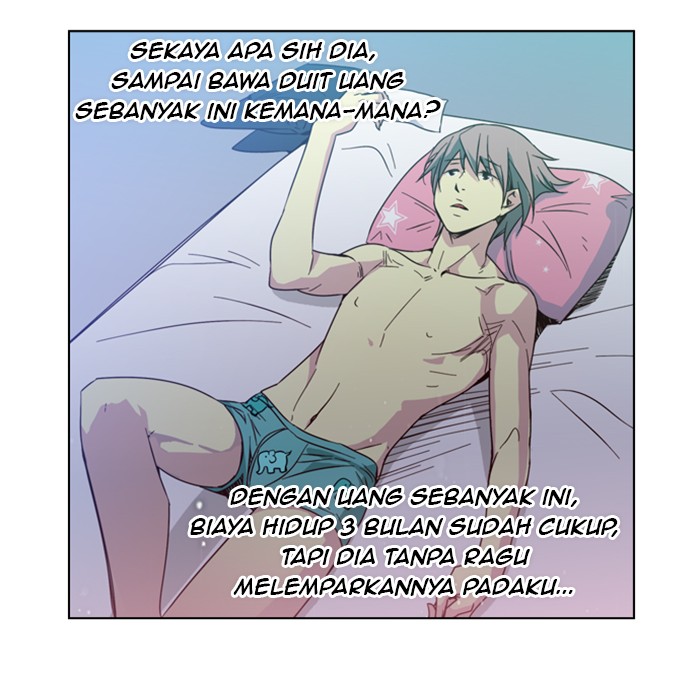 SEKAYA APA SIH DIA,
SAMPAI BAWA DUIT UANG
SEBANYAK INI KEMANA-MANA?
DENGAN UANG SEBANYAK INI,
BIAYA HIDUP 3 BULAN SUDAH CUKUP,
TAPI DIA TANPA RAGU
MELEMPARKANNYA PADAKU...